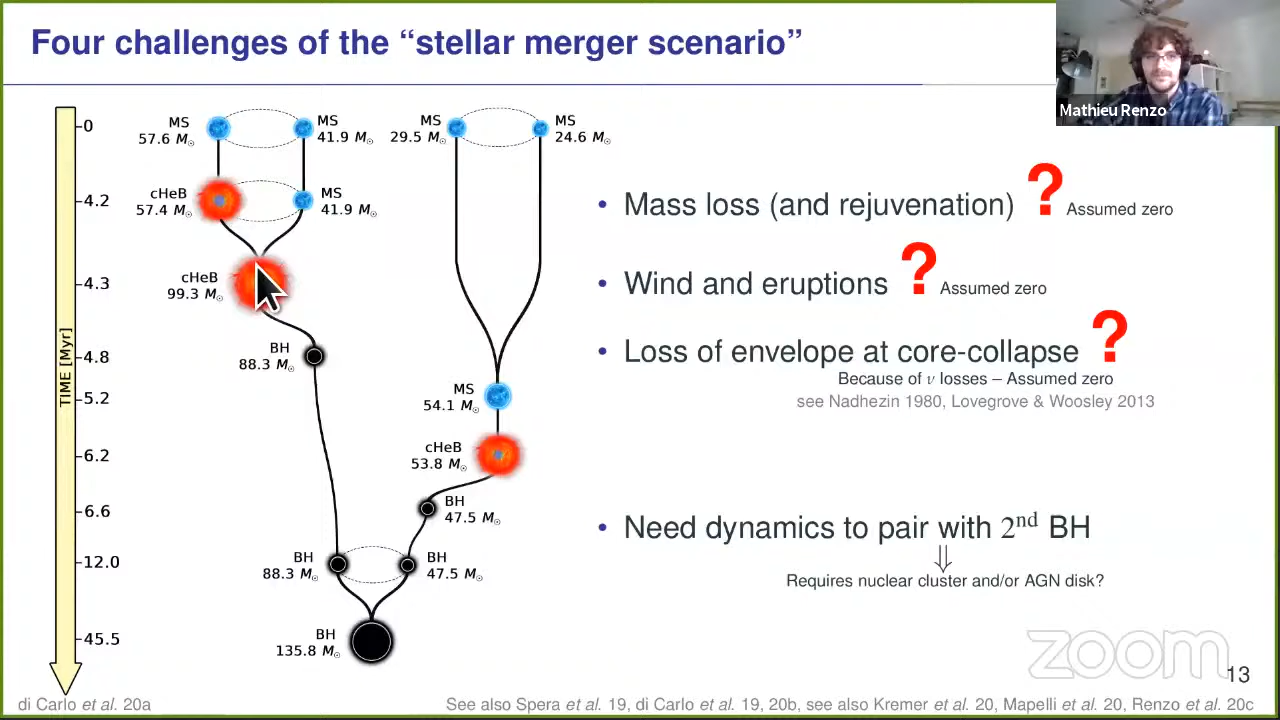 Four challenges of the “stellar merger scenario”
Mathieu Renzo
TIME [Myr]
0
4.2
4.3
4.8
5.2
6.2
6.6
12.0
45.5
MS
57.6 M☉
MS
41.9 M☉
MS
29.5 M☉
MS
24.6 M☉
cHeB
57.4 M☉
MS
41.9 M☉
cHeB
99.3 M☉
BH
88.3 M☉
MS
54.1 M☉
cHeB
53.8 M☉
BH
47.5 M☉
BH
88.3 M☉
BH
47.5 M☉
BH
135.8 M☉
• Mass loss (and rejuvenation) ? Assumed zero
• Wind and eruptions ? Assumed zero
• Loss of envelope at core-collapse ?
Because of ν losses – Assumed zero
see Nadhezin 1980, Lovegrove & Woosley 2013
• Need dynamics to pair with 2nd BH
⇓
Requires nuclear cluster and/or AGN disk?
zoom
13
di Carlo et al. 20a
See also Spera et al. 19, di Carlo et al. 19, 20b, see also Kremer et al. 20, Mapelli et al. 20, Renzo et al. 20c